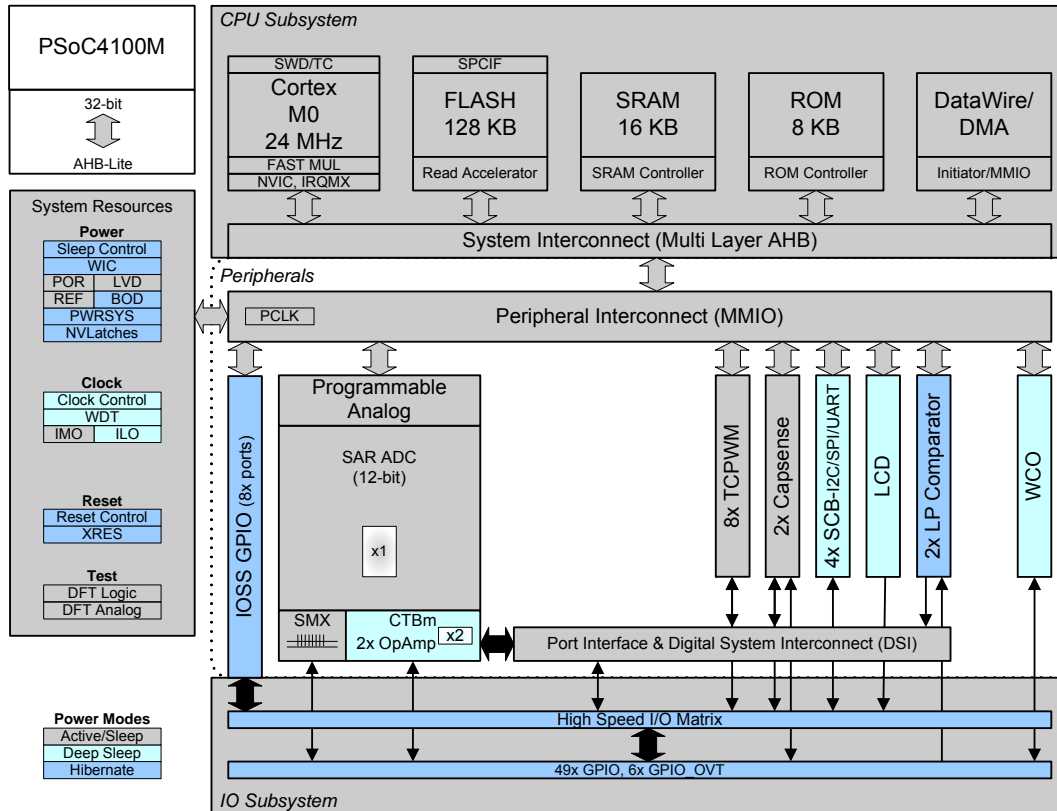 PSoC4100M
32-bit
AHB-Lite
CPU Subsystem
SWD/TC
Cortex
M0
24 MHz
FAST MUL
NVIC, IRQMX
SPCIF
FLASH
128 KB
Read Accelerator
SRAM
16 KB
SRAM Controller
ROM
8 KB
ROM Controller
DataWire/
DMA
Initiator/MMIO
System Interconnect (Multi Layer AHB)
System Resources
Power
Sleep Control
WIC
POR LVD
REF BOD
PWRSYS
NVLatches
Clock
Clock Control
WDT
IMO ILO
Reset
Reset Control
XRES
Test
DFT Logic
DFT Analog
Peripherals
PCLK
Peripheral Interconnect (MMIO)
IOSS GPIO (8x ports)
Programmable
Analog
SAR ADC
(12-bit)
x1
SMX
CTBm
2x OpAmp
x2
8x TCPWM
2x Capsense
4x SCB-I2C/SPI/UART
LCD
2x LP Comparator
WCO
Port Interface & Digital System Interconnect (DSI)
Power Modes
Active/Sleep
Deep Sleep
Hibernate
High Speed I/O Matrix
49x GPIO, 6x GPIO_OVT
IO Subsystem